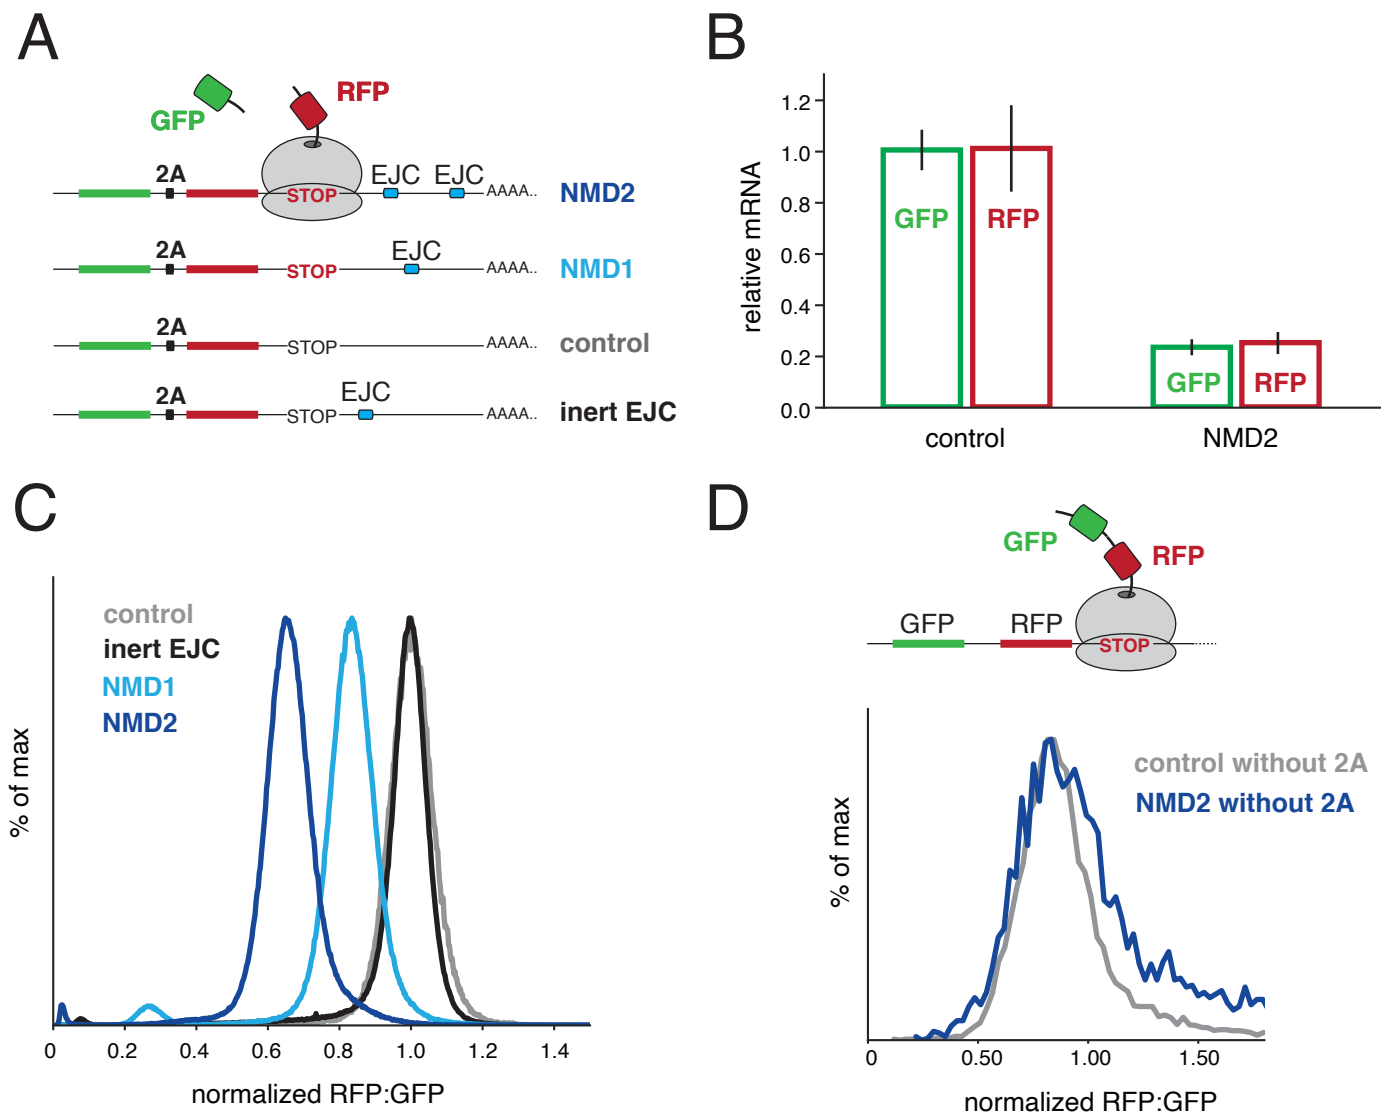 A
GFP
RFP
2A
EJC
EJC
STOP
AAAA..
NMD2
2A
EJC
STOP
AAAA..
NMD1
2A
STOP
AAAA..
control
2A
EJC
STOP
AAAA..
inert EJC
B
relative mRNA
1.2
1.0
0.8
0.6
0.4
0.2
0.0
GFP
RFP
GFP
RFP
control
NMD2
C
control
inert EJC
NMD1
NMD2
% of max
0
0.2
0.4
0.6
0.8
1.0
1.2
1.4
normalized RFP:GFP
D
GFP
RFP
GFP
RFP
STOP
control without 2A
NMD2 without 2A
% of max
0
0.50
1.00
1.50
normalized RFP:GFP